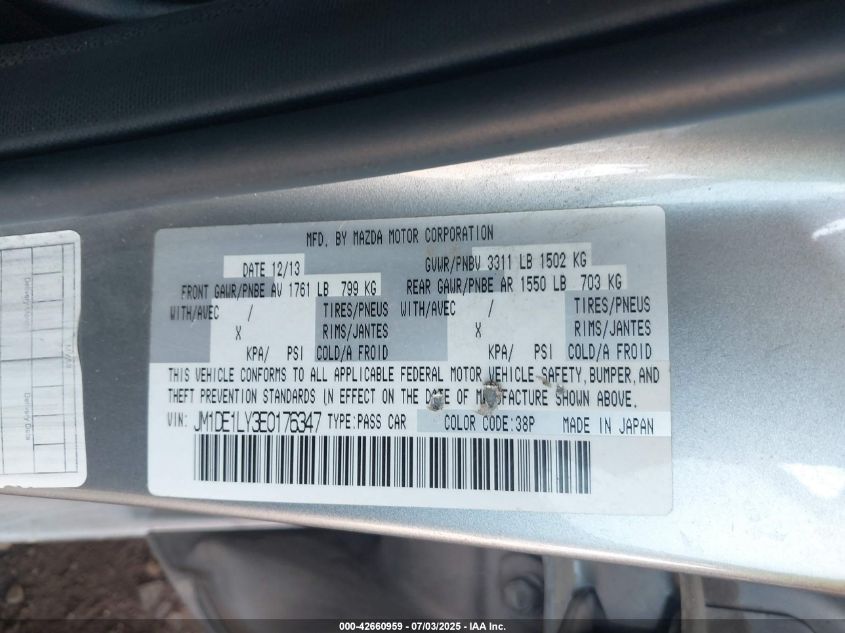 MFD. BY MAZDA MOTOR CORPORATION
DATE 12/13 GVWR/PNBV 3311 LB 1502 KG
FRONT GAWR/PNBE AV 1761 LB 799 KG REAR GAWR/PNBE AR 1550 LB 703 KG
WITH/AVEC / TIRES/PNEUS WITH/AVEC / TIRES/PNEUS
X RIMS/JANTES X RIMS/JANTES
KPA/ PSI COLD/A FROID KPA/ PSI COLD/A FROID
THIS VEHICLE CONFORMS TO ALL APPLICABLE FEDERAL MOTOR VEHICLE SAFETY, BUMPER, AND
THEFT PREVENTION STANDARDS IN EFFECT ON THE DATE OF MANUFACTURE SHOWN ABOVE.
VIN: JM1DE1LY3E0176347 TYPE:PASS CAR COLOR CODE:38P MADE IN JAPAN
000-42660959 - 07/03/2025 - IAA Inc.